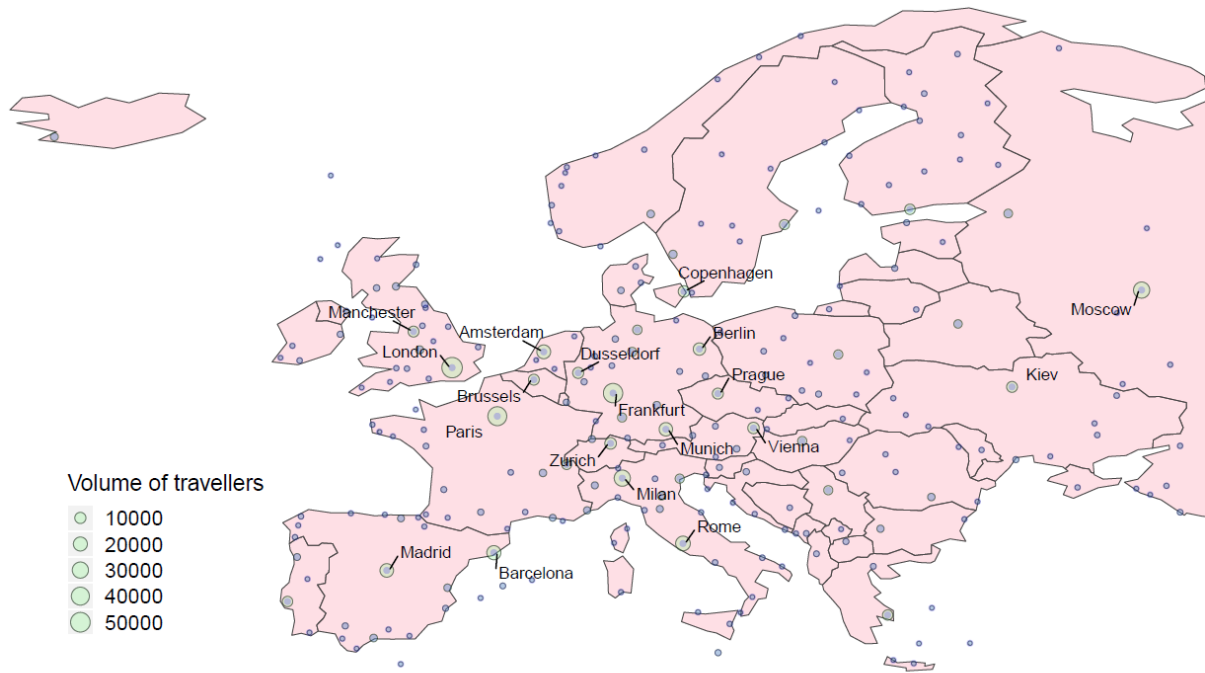 Copenhagen
Moscow
Manchester
Amsterdam
Berlin
London
Dusseldorf
Prague
Kiev
Brussels
Frankfurt
Paris
Munich
Vienna
Zurich
Milan
Rome
Madrid
Barcelona
Volume of travellers
10000
20000
30000
40000
50000